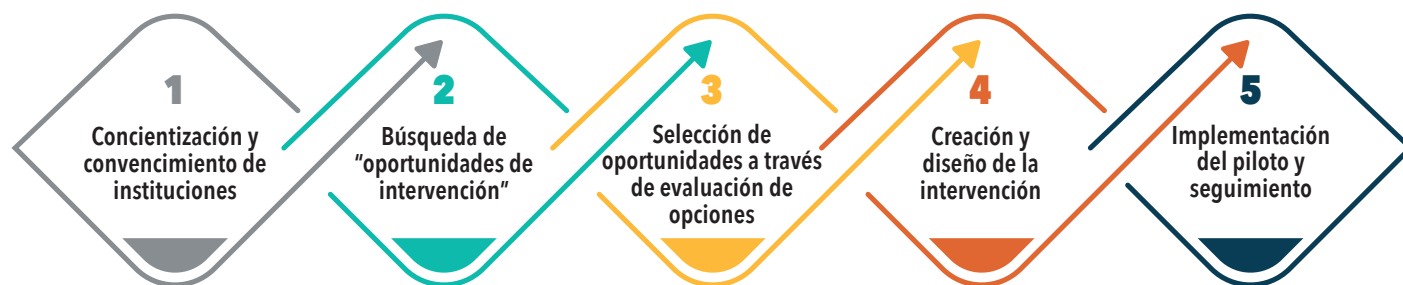 1
Concientización y
convencimiento de
instituciones
2
Búsqueda de
“oportunidades de
intervención”
3
Selección de
oportunidades a través
de evaluación de
opciones
4
Creación y
diseño de la
intervención
5
Implementación
del piloto y
seguimiento